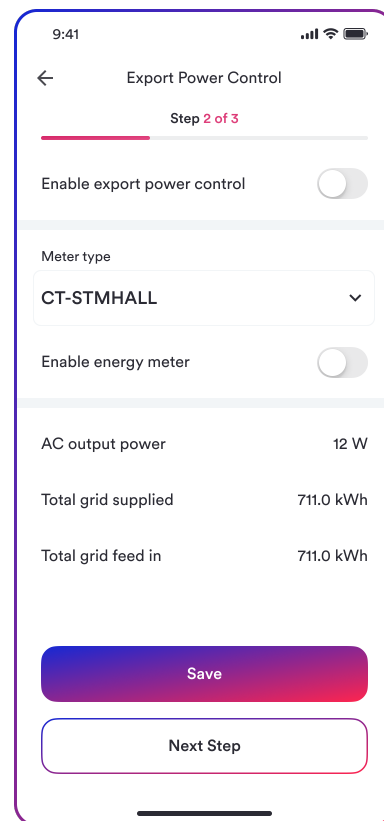 9:41
Export Power Control
Step 2 of 3
Enable export power control
Meter type
CT-STMHALL
Enable energy meter
AC output power 12 W
Total grid supplied 711.0 kWh
Total grid feed in 711.0 kWh
Save
Next Step